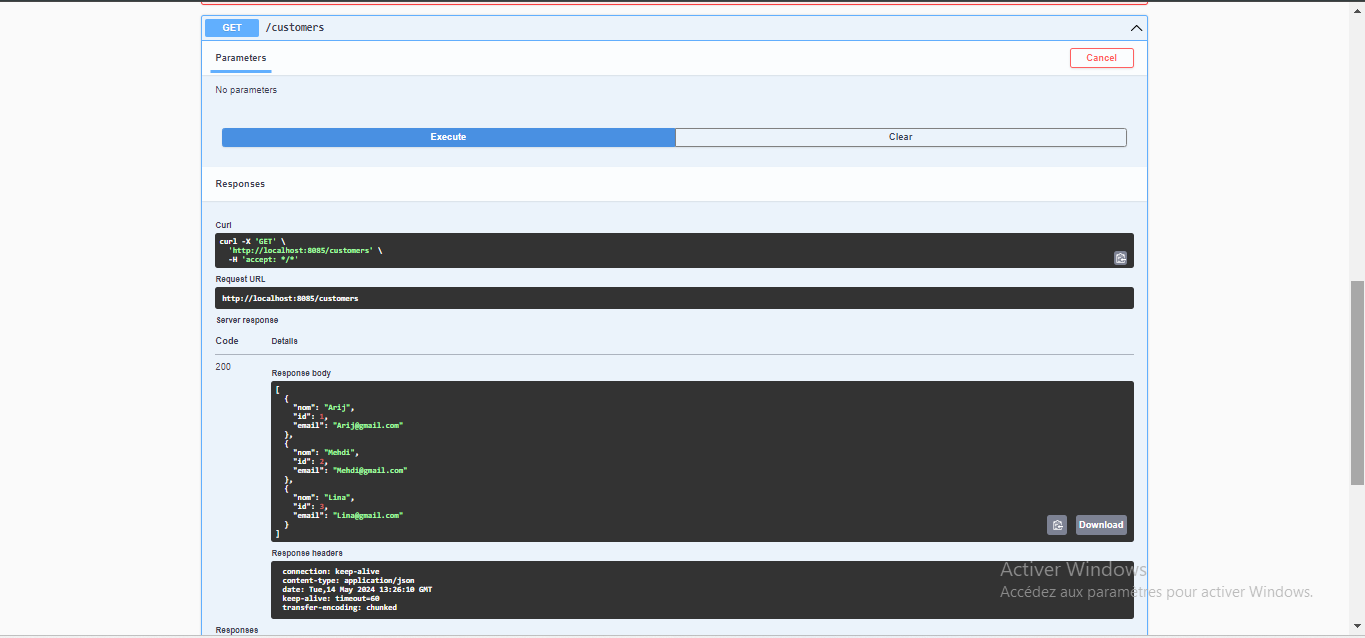 GET /customers
Parameters
Cancel
No parameters
Execute
Clear
Responses
Curl
curl -X 'GET' \
'http://localhost:8085/customers' \
-H 'accept: */*'
Request URL
http://localhost:8085/customers
Server response
Code Details
200
Response body
[
{
"nom": "Arij",
"id": 1,
"email": "Arij@gmail.com"
},
{
"nom": "Mehdi",
"id": 2,
"email": "Mehdi@gmail.com"
},
{
"nom": "Lina",
"id": 3,
"email": "Lina@gmail.com"
}
]
Download
Response headers
connection: keep-alive
content-type: application/json
date: Tue,14 May 2024 13:26:10 GMT
keep-alive: timeout=60
transfer-encoding: chunked
Activer Windows
Accédez aux paramètres pour activer Windows.
Responses